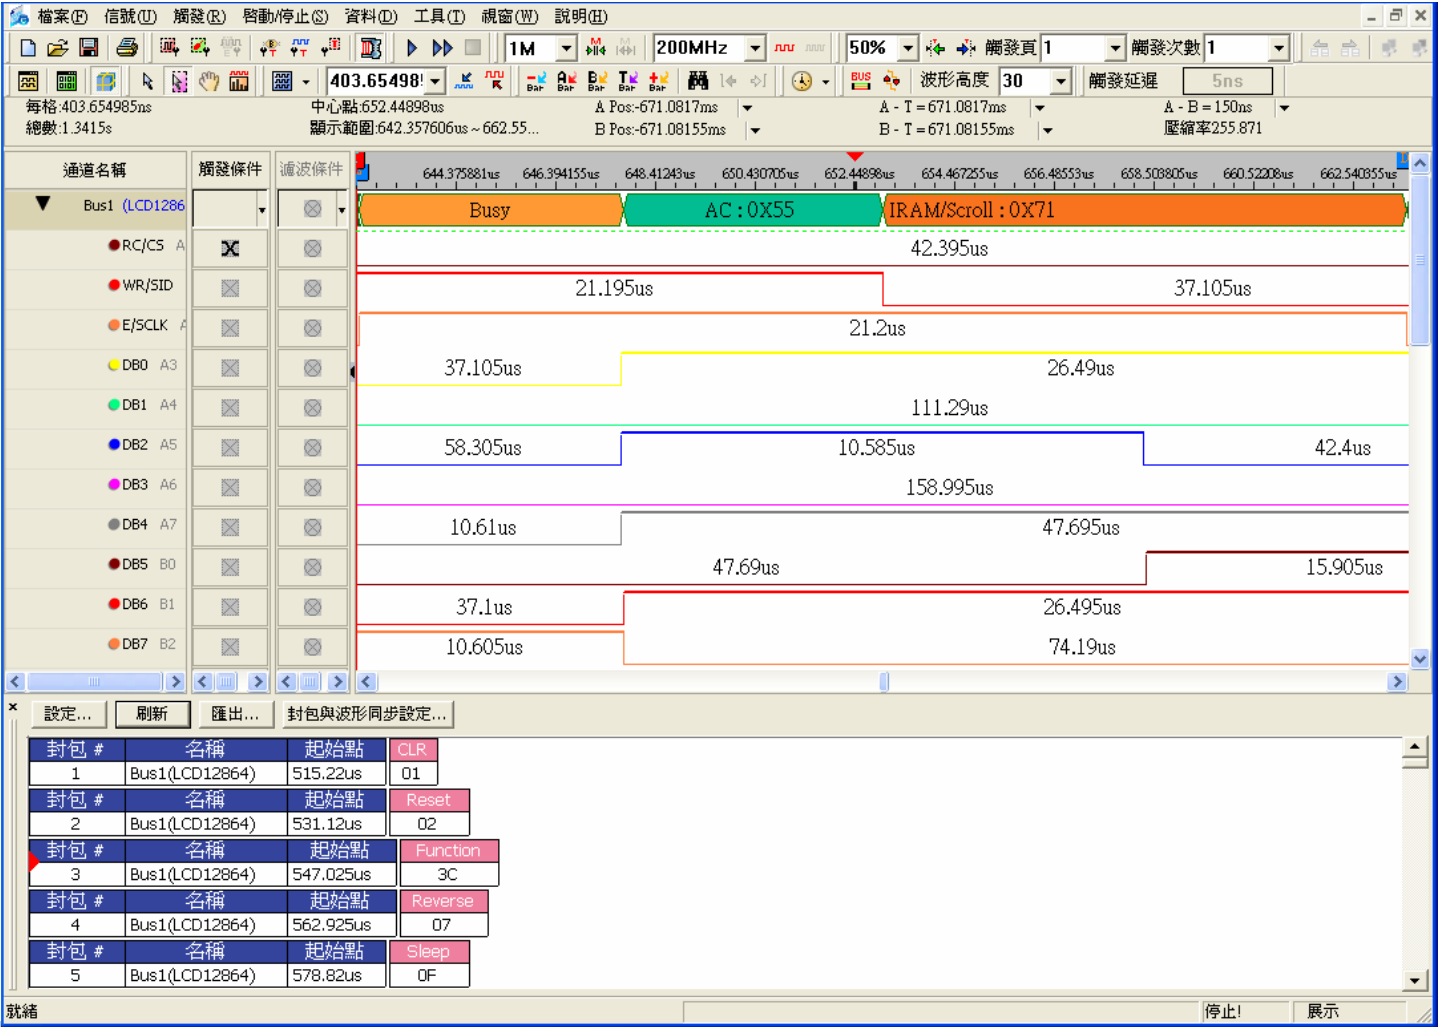 檔案(F) 信號(U) 觸發(R) 啓動/停止(S) 資料(D) 工具(T) 視窗(W) 說明(H)
1M 200MHz 50% 觸發頁 1 觸發次數 1
403.65498! Bar Bar Bar Bar Bar BUS 波形高度 30 觸發延遲 5ns
每格:403.654985ns 中心點:652.44898us A Pos:-671.0817ms A - T = 671.0817ms A - B = 150ns
總數:1.3415s 顯示範圍:642.357606us ~ 662.55... B Pos:-671.08155ms B - T = 671.08155ms 壓縮率255.871
通道名稱 觸發條件 濾波條件 644.375881us 646.394155us 648.41243us 650.430705us 652.44898us 654.467255us 656.48553us 658.503805us 660.52208us 662.540355us
Bus1 (LCD1286 Busy AC : 0X55 IRAM/Scroll : 0X71
RC/CS A 42.395us
WR/SID 21.195us 37.105us
E/SCLK 21.2us
DB0 A3 37.105us 26.49us
DB1 A4 111.29us
DB2 A5 58.305us 10.585us 42.4us
DB3 A6 158.995us
DB4 A7 10.61us 47.695us
DB5 B0 47.69us 15.905us
DB6 B1 37.1us 26.495us
DB7 B2 10.605us 74.19us
設定... 刷新 匯出... 封包與波形同步設定...
封包 # 名稱 起始點 CLR
1 Bus1(LCD12864) 515.22us 01
封包 # 名稱 起始點 Reset
2 Bus1(LCD12864) 531.12us 02
封包 # 名稱 起始點 Function
3 Bus1(LCD12864) 547.025us 3C
封包 # 名稱 起始點 Reverse
4 Bus1(LCD12864) 562.925us 07
封包 # 名稱 起始點 Sleep
5 Bus1(LCD12864) 578.82us 0F
就緒 停止! 展示